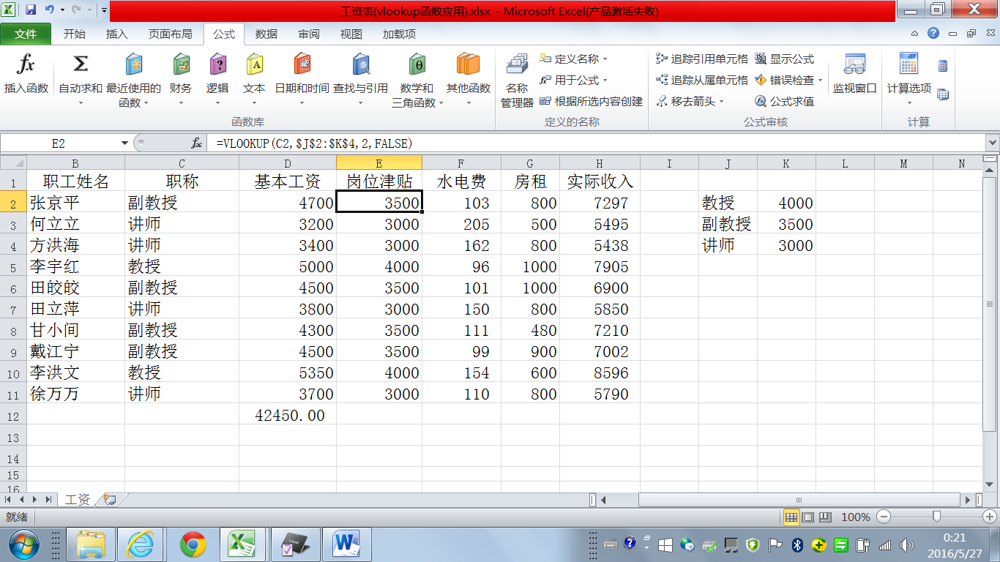 工资表(vlookup函数应用).xlsx - Microsoft Excel(产品激活失败)
文件 开始 插入 页面布局 公式 数据 审阅 视图 加载项
fx Σ 插入函数 自动求和 最近使用的函数 财务 逻辑 文本 日期和时间 查找与引用 数学和三角函数 其他函数
函数库
名称管理器 定义名称 用于公式 根据所选内容创建
定义的名称
追踪引用单元格 显示公式
追踪从属单元格 错误检查
移去箭头 公式求值
监视窗口
公式审核
计算选项
计算
E2 fx =VLOOKUP(C2,$J$2:$K$4,2,FALSE)
B C D E F G H I J K L M N
1 职工姓名 职称 基本工资 岗位津贴 水电费 房租 实际收入
2 张京平 副教授 4700 3500 103 800 7297 教授 4000
3 何立立 讲师 3200 3000 205 500 5495 副教授 3500
4 方洪海 讲师 3400 3000 162 800 5438 讲师 3000
5 李宇红 教授 5000 4000 96 1000 7905
6 田皎皎 副教授 4500 3500 101 1000 6900
7 田立萍 讲师 3800 3000 150 800 5850
8 甘小间 副教授 4300 3500 111 480 7210
9 戴江宁 副教授 4500 3500 99 900 7002
10 李洪文 教授 5350 4000 154 600 8596
11 徐万万 讲师 3700 3000 110 800 5790
12 42450.00
13
14
15
16
工资
就绪 100%
0:21
2016/5/27